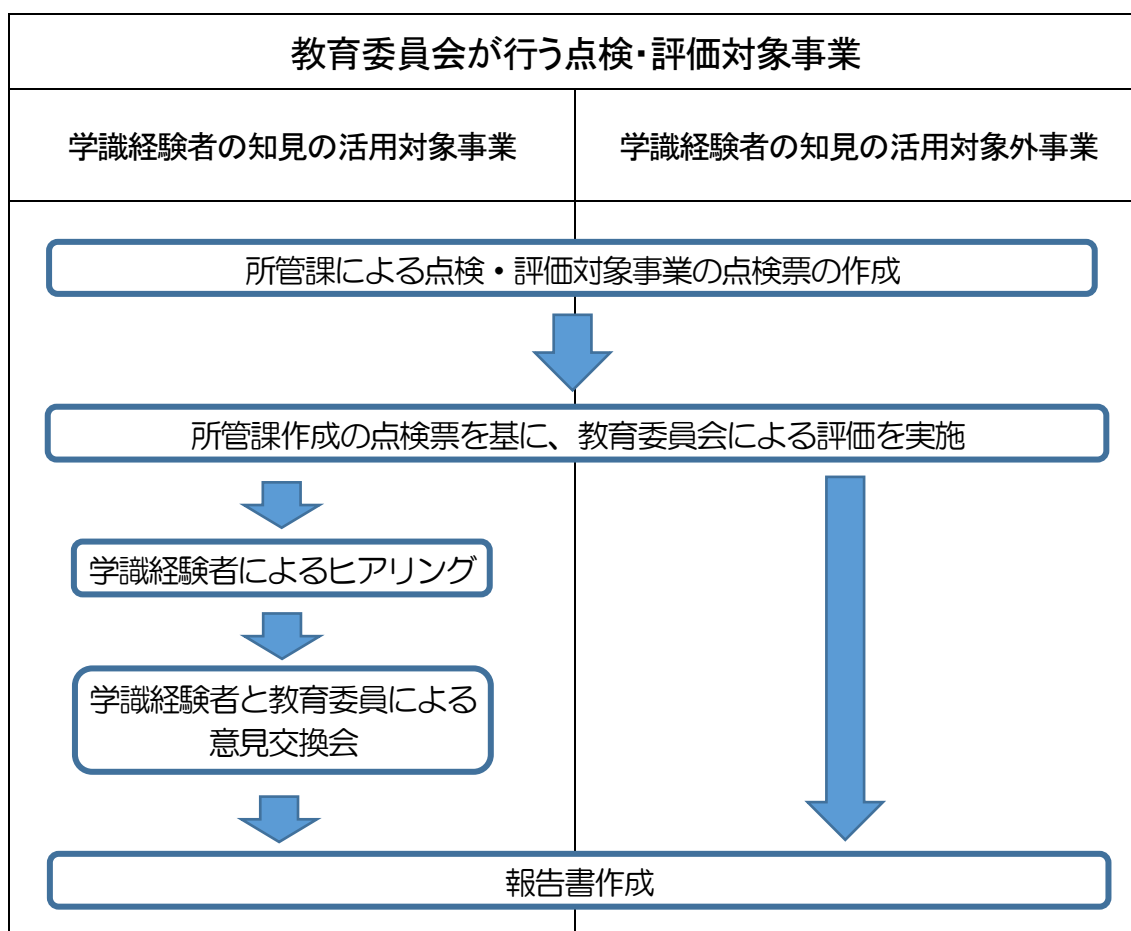 教育委員会が行う点検・評価対象事業
学識経験者の知見の活用対象事業
学識経験者の知見の活用対象外事業
所管課による点検・評価対象事業の点検票の作成
所管課作成の点検票を基に、教育委員会による評価を実施
学識経験者によるヒアリング
学識経験者と教育委員による
意見交換会
報告書作成